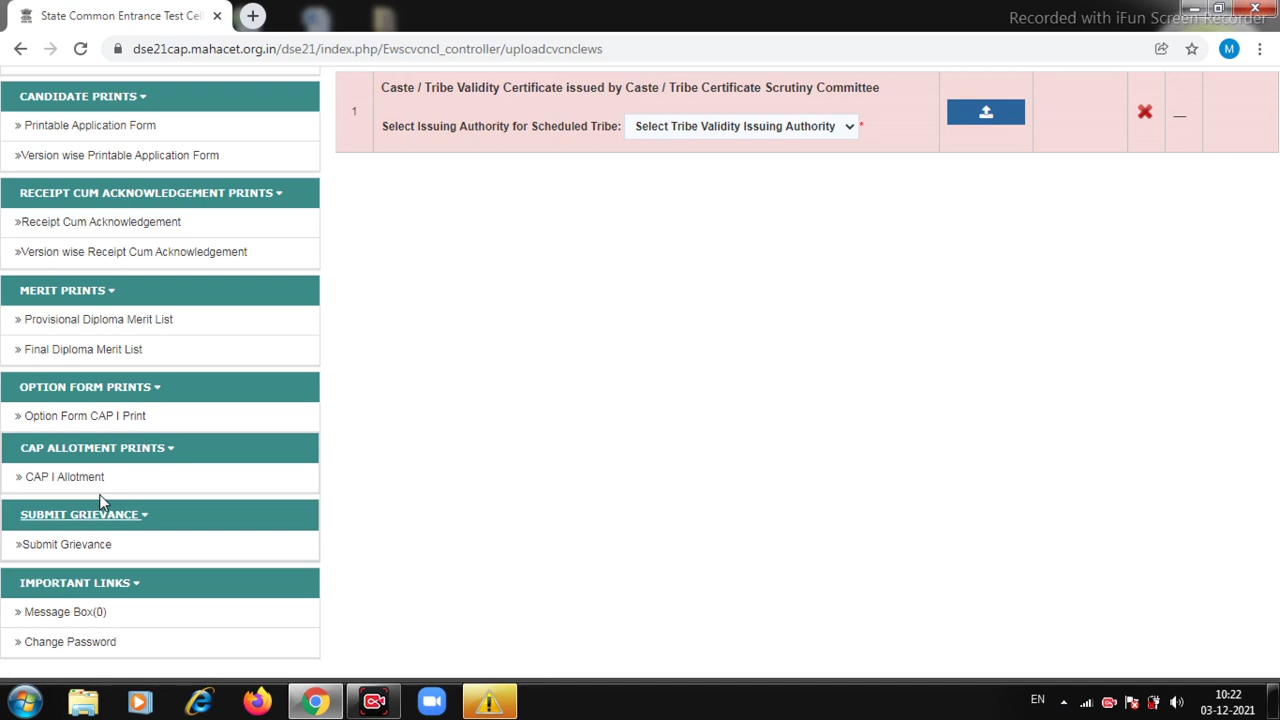 State Common Entrance Test Cel
Recorded with iFun Screen Recorder
dse21cap.mahacet.org.in/dse21/index.php/Ewscvcncl_controller/uploadcvcnclews
M
CANDIDATE PRINTS
» Printable Application Form
»Version wise Printable Application Form
RECEIPT CUM ACKNOWLEDGEMENT PRINTS
»Receipt Cum Acknowledgement
»Version wise Receipt Cum Acknowledgement
MERIT PRINTS
» Provisional Diploma Merit List
» Final Diploma Merit List
OPTION FORM PRINTS
» Option Form CAP I Print
CAP ALLOTMENT PRINTS
» CAP I Allotment
SUBMIT GRIEVANCE
»Submit Grievance
IMPORTANT LINKS
» Message Box(0)
» Change Password
1
Caste / Tribe Validity Certificate issued by Caste / Tribe Certificate Scrutiny Committee
Select Issuing Authority for Scheduled Tribe: Select Tribe Validity Issuing Authority *
__
EN
10:22
03-12-2021